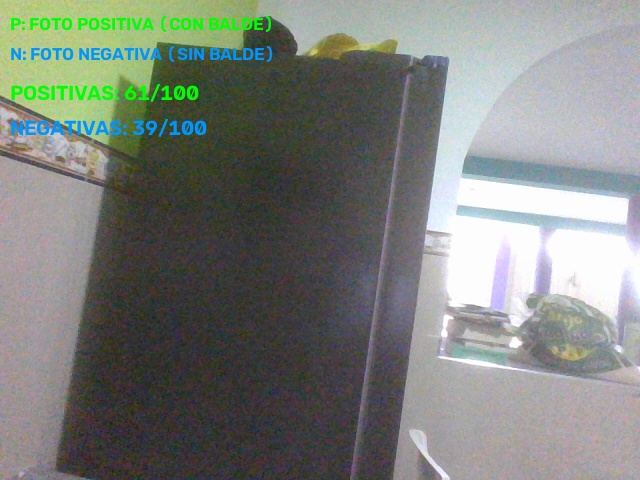 P: FOTO POSITIVA (CON BALDE)
N: FOTO NEGATIVA (SIN BALDE)
POSITIVAS: 61/100
NEGATIVAS: 39/100